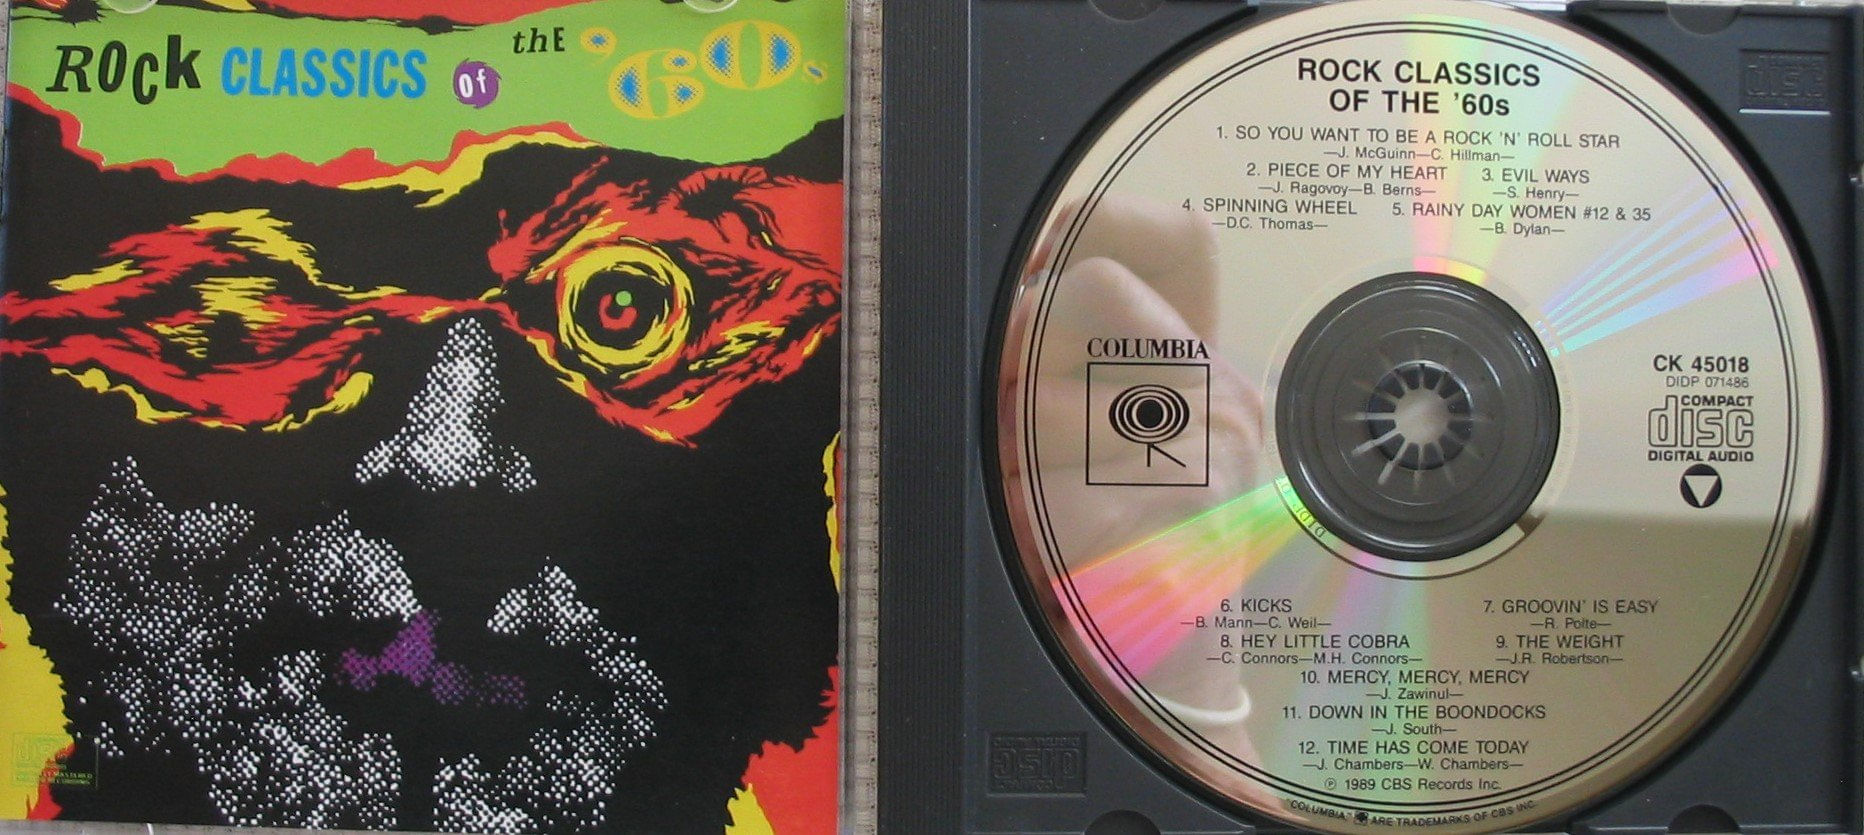 ROCK CLASSICS of thE '60s
ROCK CLASSICS
OF THE '60s
1. SO YOU WANT TO BE A ROCK 'N' ROLL STAR
—J. McGuinn—C. Hillman—
2. PIECE OF MY HEART 3. EVIL WAYS
—J. Ragovoy—B. Berns— —S. Henry—
4. SPINNING WHEEL 5. RAINY DAY WOMEN #12 & 35
—D.C. Thomas— —B. Dylan—
COLUMBIA
CK 45018
DIDP 071486
COMPACT
disc
DIGITAL AUDIO
6. KICKS 7. GROOVIN' IS EASY
—B. Mann—C. Weil— —R. Polte—
8. HEY LITTLE COBRA 9. THE WEIGHT
—C. Connors—M.H. Connors— —J.R. Robertson—
10. MERCY, MERCY, MERCY
—J. Zawinul—
11. DOWN IN THE BOONDOCKS
—J. South—
12. TIME HAS COME TODAY
—J. Chambers—W. Chambers—
℗ 1989 CBS Records Inc.
"COLUMBIA," ARE TRADEMARKS OF CBS INC.
disc
disc